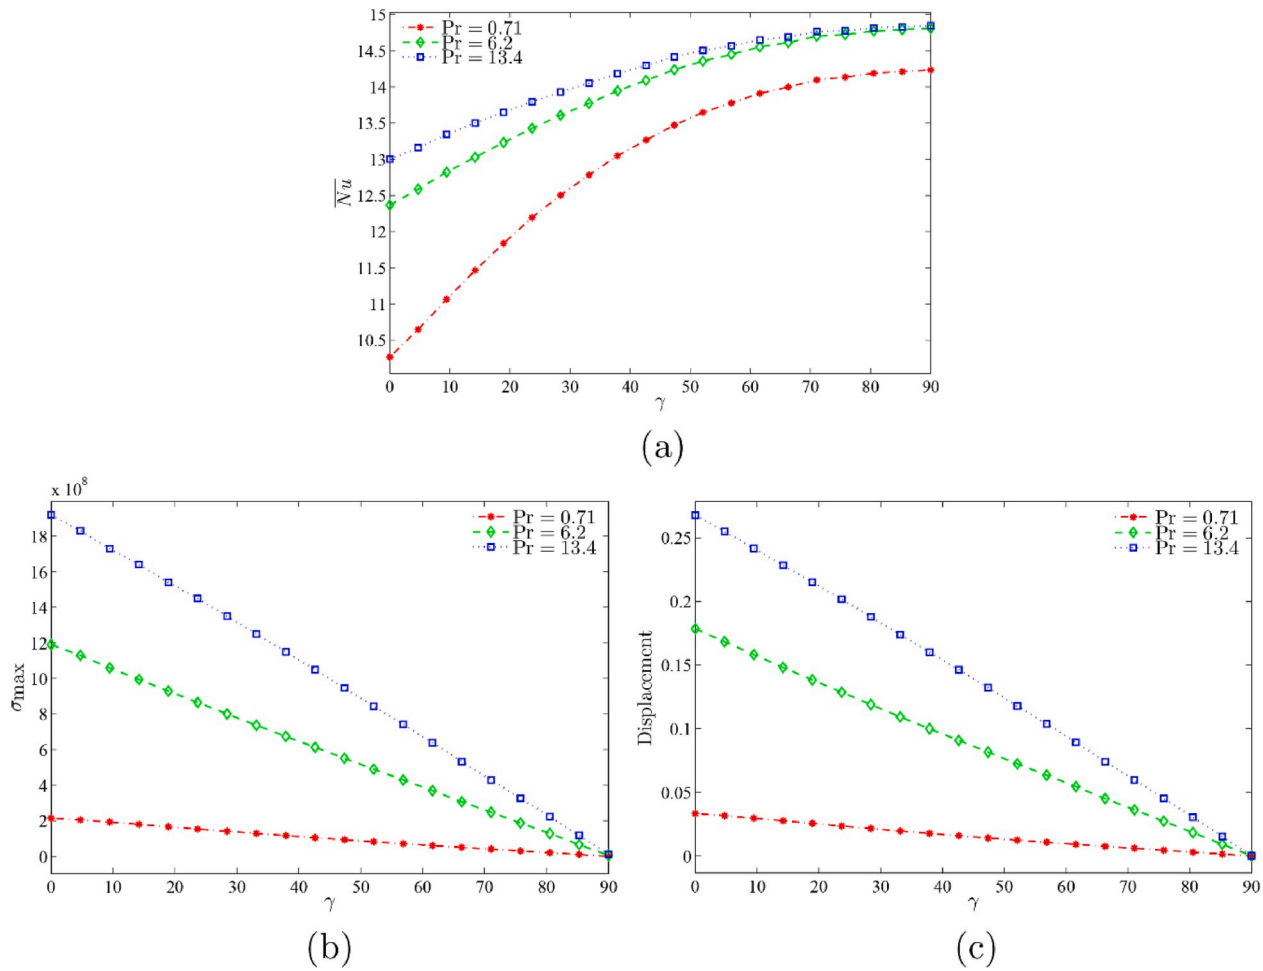 15
14.5
14
13.5
13
12.5
12
11.5
11
10.5
Pr = 0.71
Pr = 6.2
Pr = 13.4
Nu
0 10 20 30 40 50 60 70 80 90
γ
(a)
x 10⁸
18
16
14
12
10
8
6
4
2
0
σmax
Pr = 0.71
Pr = 6.2
Pr = 13.4
0 10 20 30 40 50 60 70 80 90
γ
(b)
0.25
0.2
0.15
0.1
0.05
0
Displacement
Pr = 0.71
Pr = 6.2
Pr = 13.4
0 10 20 30 40 50 60 70 80 90
γ
(c)